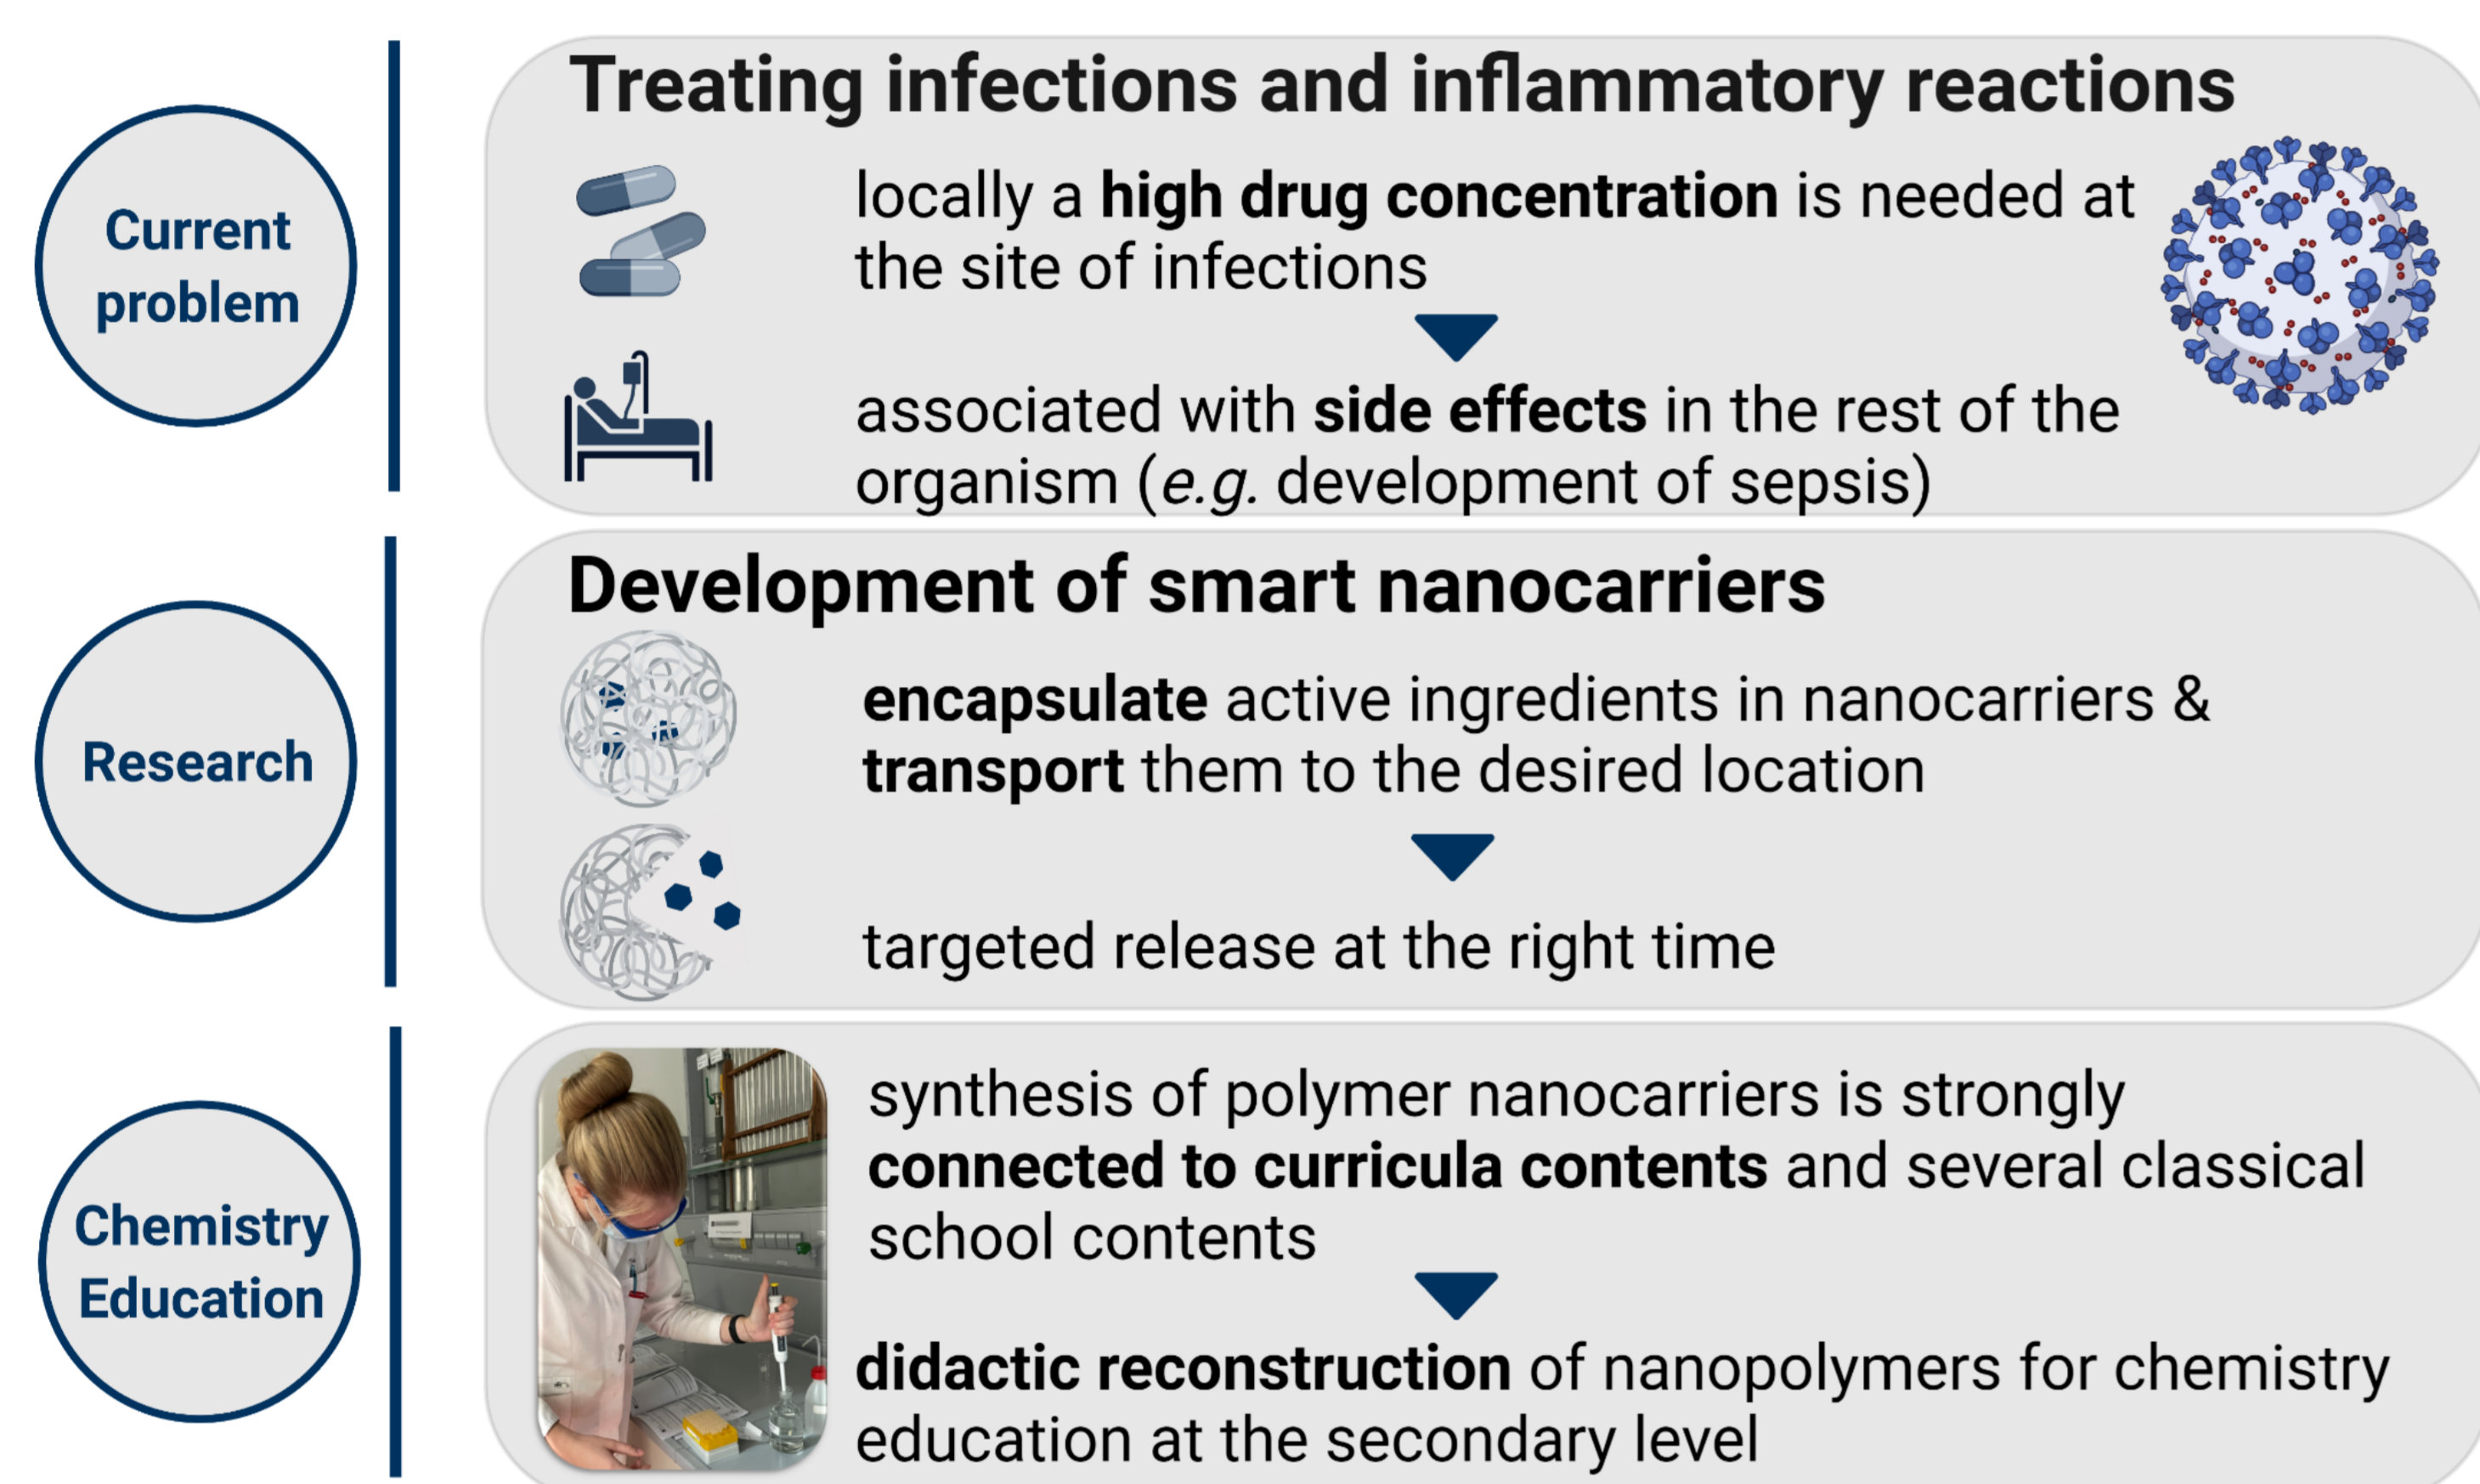 Current
problem
Treating infections and inflammatory reactions
locally a high drug concentration is needed at
the site of infections
associated with side effects in the rest of the
organism (e.g. development of sepsis)
Research
Development of smart nanocarriers
encapsulate active ingredients in nanocarriers &
transport them to the desired location
targeted release at the right time
Chemistry
Education
synthesis of polymer nanocarriers is strongly
connected to curricula contents and several classical
school contents
didactic reconstruction of nanopolymers for chemistry
education at the secondary level